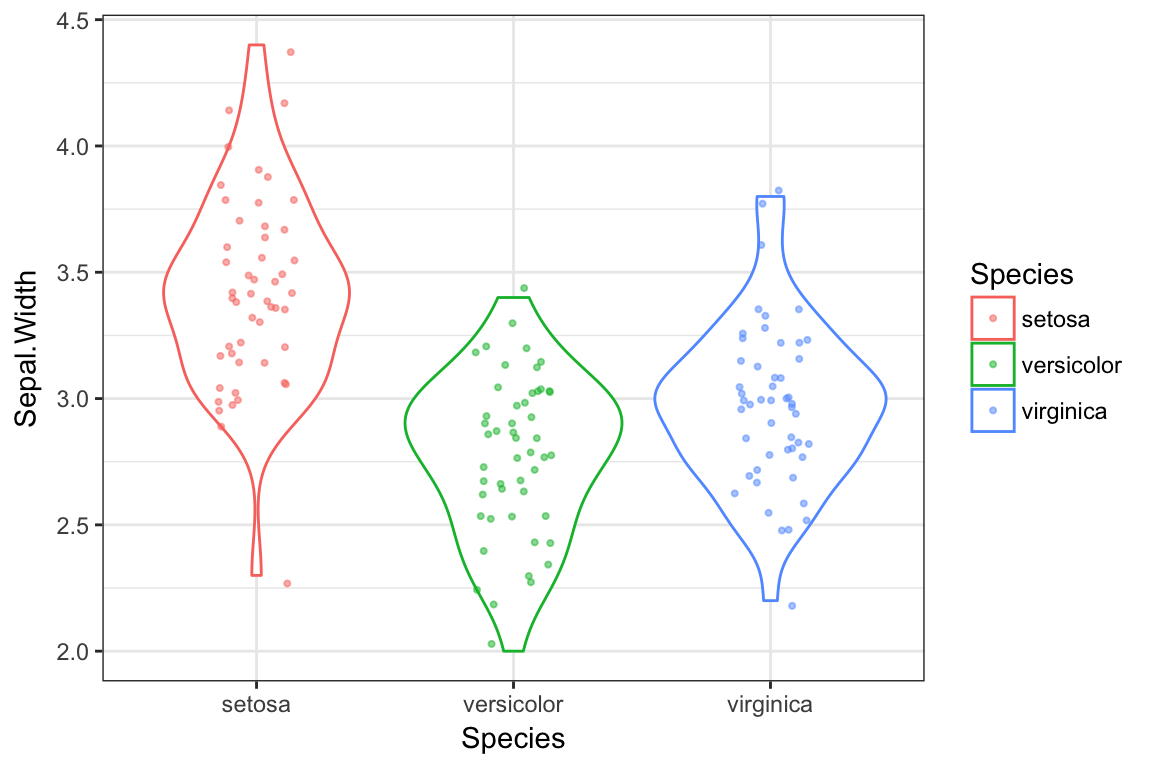 4.5
4.0
3.5
3.0
2.5
2.0
Sepal.Width
setosa
versicolor
virginica
Species
Species
setosa
versicolor
virginica